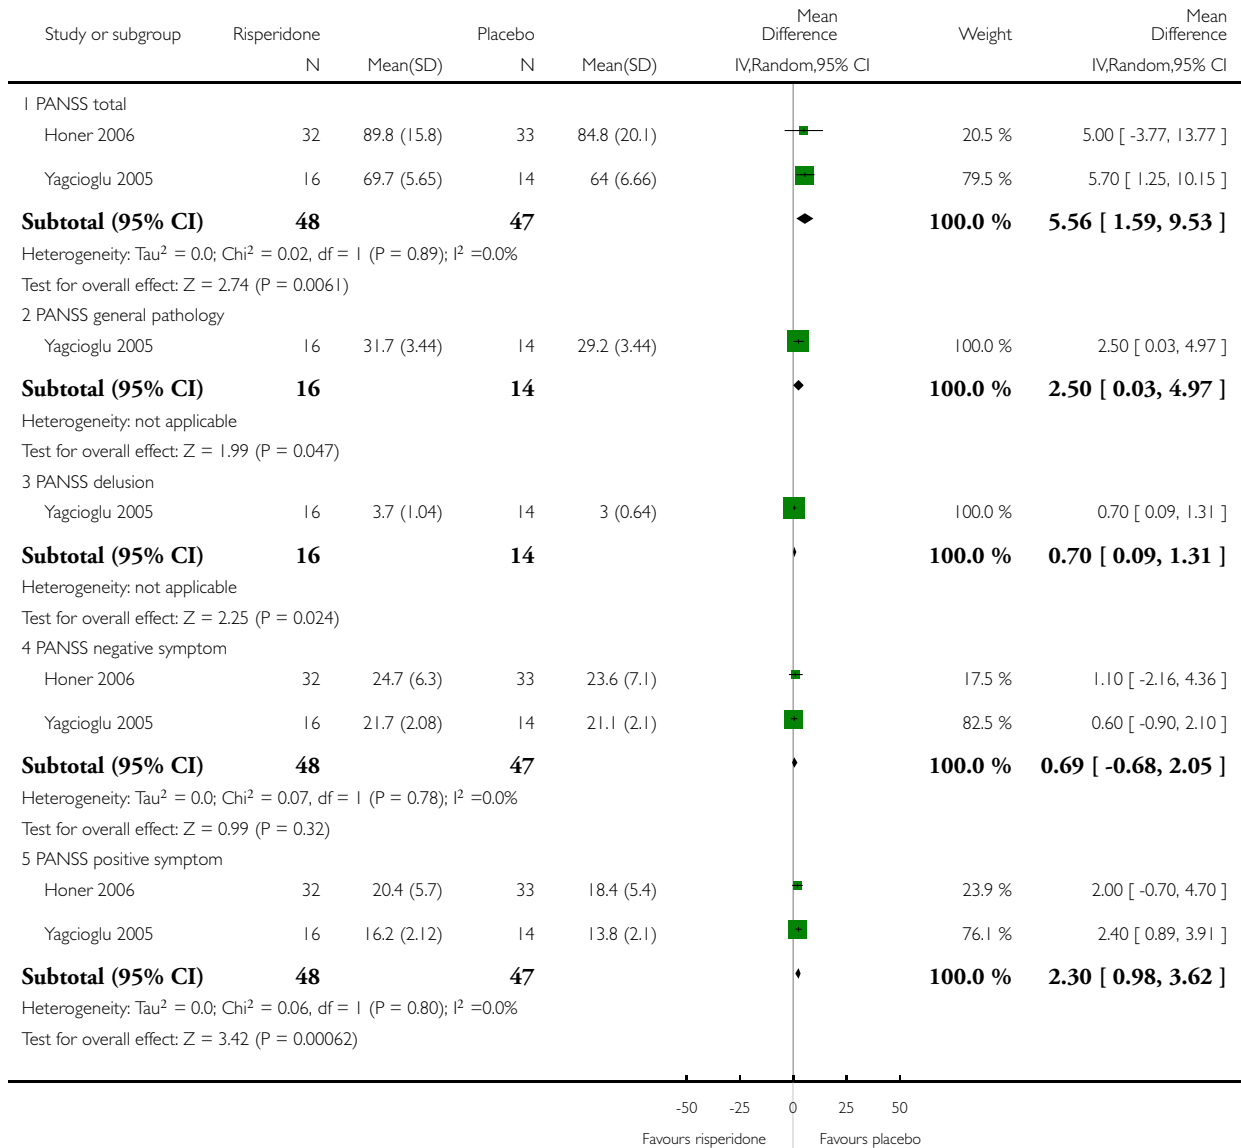 Mean Mean
Study or subgroup Risperidone Placebo Difference Weight Difference
N Mean(SD) N Mean(SD) IV,Random,95% CI IV,Random,95% CI
1 PANSS total
Honer 2006 32 89.8 (15.8) 33 84.8 (20.1) 20.5 % 5.00 [ -3.77, 13.77 ]
Yagcioglu 2005 16 69.7 (5.65) 14 64 (6.66) 79.5 % 5.70 [ 1.25, 10.15 ]
Subtotal (95% CI) 48 47 100.0 % 5.56 [ 1.59, 9.53 ]
Heterogeneity: Tau² = 0.0; Chi² = 0.02, df = 1 (P = 0.89); I² =0.0%
Test for overall effect: Z = 2.74 (P = 0.0061)
2 PANSS general pathology
Yagcioglu 2005 16 31.7 (3.44) 14 29.2 (3.44) 100.0 % 2.50 [ 0.03, 4.97 ]
Subtotal (95% CI) 16 14 100.0 % 2.50 [ 0.03, 4.97 ]
Heterogeneity: not applicable
Test for overall effect: Z = 1.99 (P = 0.047)
3 PANSS delusion
Yagcioglu 2005 16 3.7 (1.04) 14 3 (0.64) 100.0 % 0.70 [ 0.09, 1.31 ]
Subtotal (95% CI) 16 14 100.0 % 0.70 [ 0.09, 1.31 ]
Heterogeneity: not applicable
Test for overall effect: Z = 2.25 (P = 0.024)
4 PANSS negative symptom
Honer 2006 32 24.7 (6.3) 33 23.6 (7.1) 17.5 % 1.10 [ -2.16, 4.36 ]
Yagcioglu 2005 16 21.7 (2.08) 14 21.1 (2.1) 82.5 % 0.60 [ -0.90, 2.10 ]
Subtotal (95% CI) 48 47 100.0 % 0.69 [ -0.68, 2.05 ]
Heterogeneity: Tau² = 0.0; Chi² = 0.07, df = 1 (P = 0.78); I² =0.0%
Test for overall effect: Z = 0.99 (P = 0.32)
5 PANSS positive symptom
Honer 2006 32 20.4 (5.7) 33 18.4 (5.4) 23.9 % 2.00 [ -0.70, 4.70 ]
Yagcioglu 2005 16 16.2 (2.12) 14 13.8 (2.1) 76.1 % 2.40 [ 0.89, 3.91 ]
Subtotal (95% CI) 48 47 100.0 % 2.30 [ 0.98, 3.62 ]
Heterogeneity: Tau² = 0.0; Chi² = 0.06, df = 1 (P = 0.80); I² =0.0%
Test for overall effect: Z = 3.42 (P = 0.00062)
-50 -25 0 25 50
Favours risperidone Favours placebo